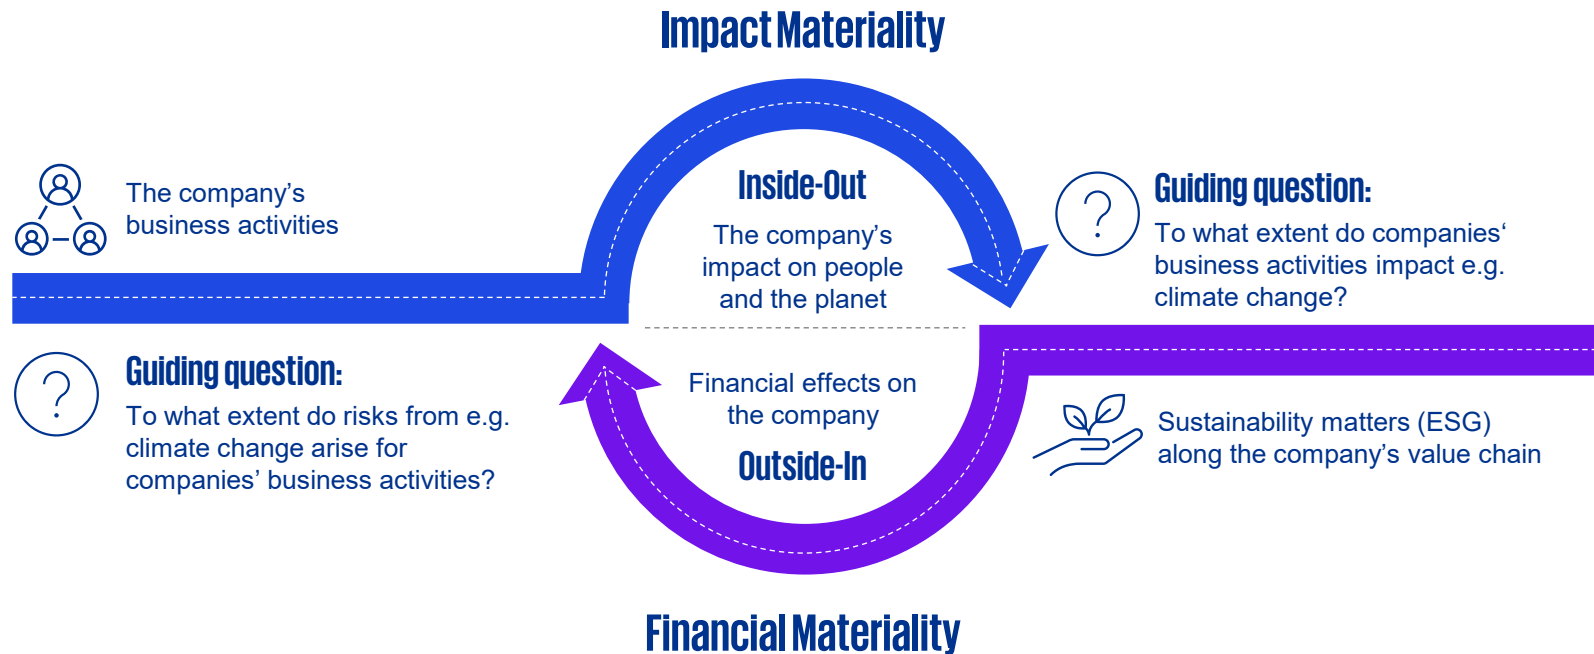 Impact Materiality
The company's
business activities
Inside-Out
The company's
impact on people
and the planet
Guiding question:
To what extent do companies‘
business activities impact e.g.
climate change?
Guiding question:
To what extent do risks from e.g.
climate change arise for
companies’ business activities?
Financial effects on
the company
Outside-In
Sustainability matters (ESG)
along the company’s value chain
Financial Materiality